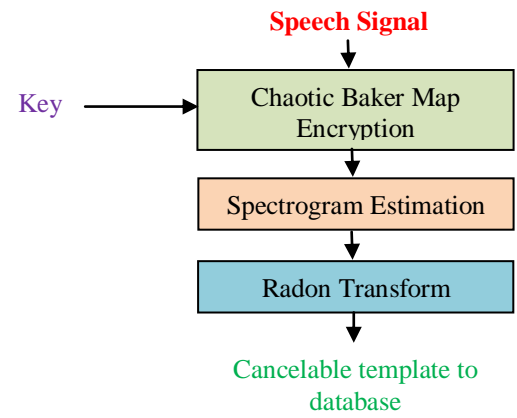 Speech Signal
Key
Chaotic Baker Map
Encryption
Spectrogram Estimation
Radon Transform
Cancelable template to
database